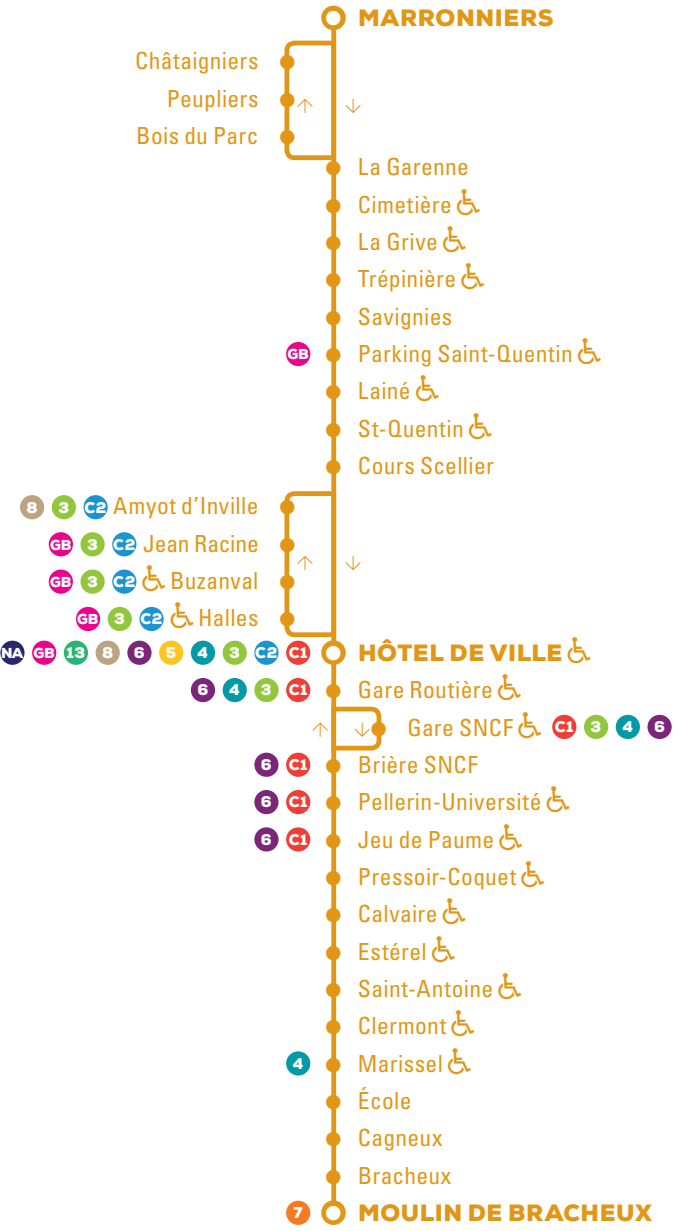 MARRONNIERS
Châtaigniers
Peupliers
Bois du Parc
La Garenne
Cimetière
La Grive
Trépinière
Savignies
GB Parking Saint-Quentin
Lainé
St-Quentin
Cours Scellier
8 3 C2 Amyot d'Inville
GB 3 C2 Jean Racine
GB 3 C2 Buzanval
GB 3 C2 Halles
NA GB 13 8 6 5 4 3 C2 C1 HÔTEL DE VILLE
6 4 3 C1 Gare Routière
Gare SNCF C1 3 4 6
6 C1 Brière SNCF
6 C1 Pellerin-Université
6 C1 Jeu de Paume
Pressoir-Coquet
Calvaire
Estérel
Saint-Antoine
Clermont
4 Marissel
École
Cagneux
Bracheux
7 MOULIN DE BRACHEUX